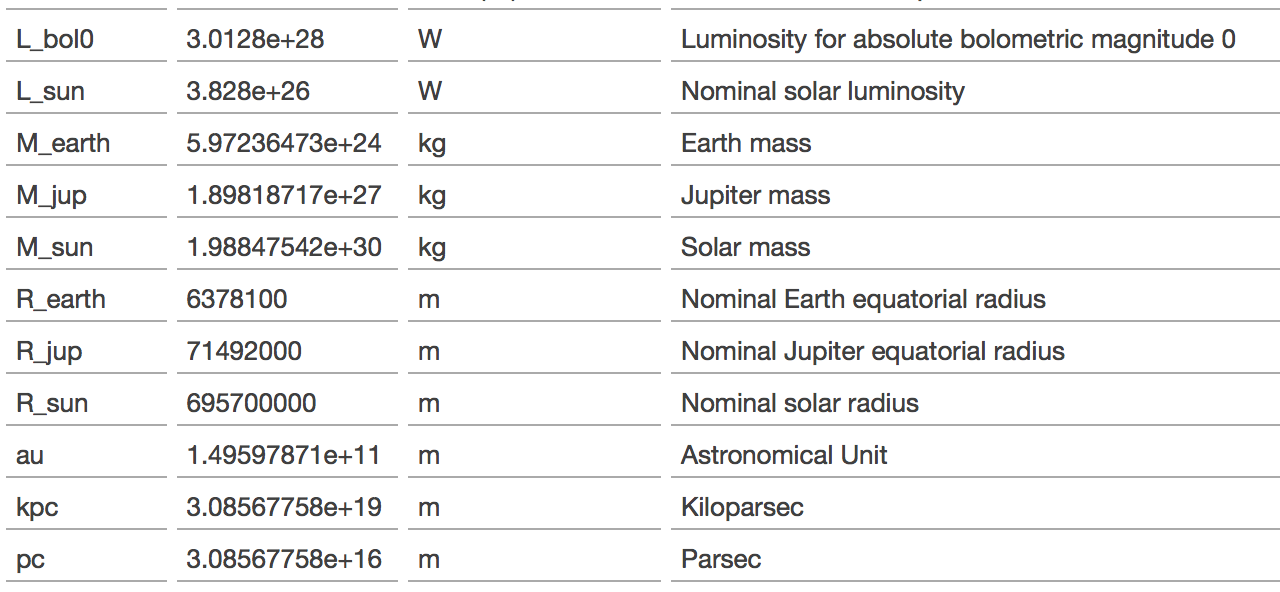 L_bol0 3.0128e+28 W Luminosity for absolute bolometric magnitude 0
L_sun 3.828e+26 W Nominal solar luminosity
M_earth 5.97236473e+24 kg Earth mass
M_jup 1.89818717e+27 kg Jupiter mass
M_sun 1.98847542e+30 kg Solar mass
R_earth 6378100 m Nominal Earth equatorial radius
R_jup 71492000 m Nominal Jupiter equatorial radius
R_sun 695700000 m Nominal solar radius
au 1.49597871e+11 m Astronomical Unit
kpc 3.08567758e+19 m Kiloparsec
pc 3.08567758e+16 m Parsec